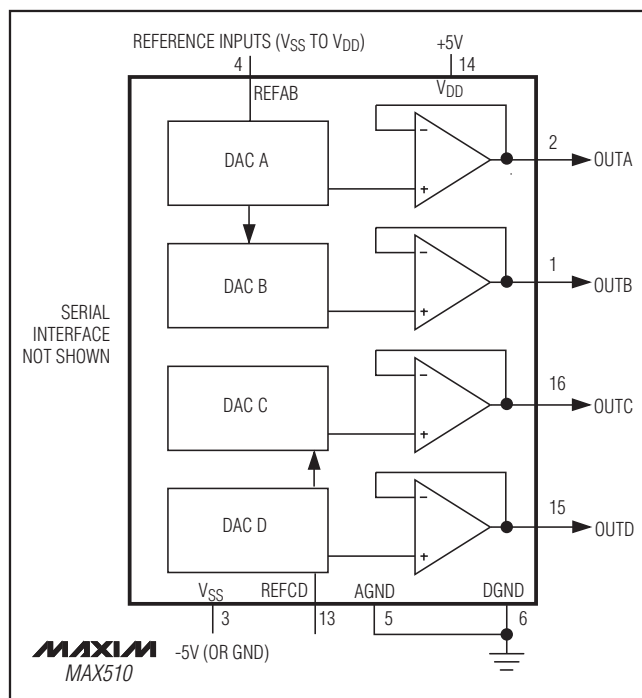 REFERENCE INPUTS (VSS TO VDD)
+5V
4
14
REFAB
VDD
DAC A
−
+
2
OUTA
DAC B
−
+
1
OUTB
SERIAL
INTERFACE
NOT SHOWN
DAC C
−
+
16
OUTC
DAC D
−
+
15
OUTD
VSS
REFCD
AGND
DGND
3
13
5
6
MAXIM
MAX510
-5V (OR GND)